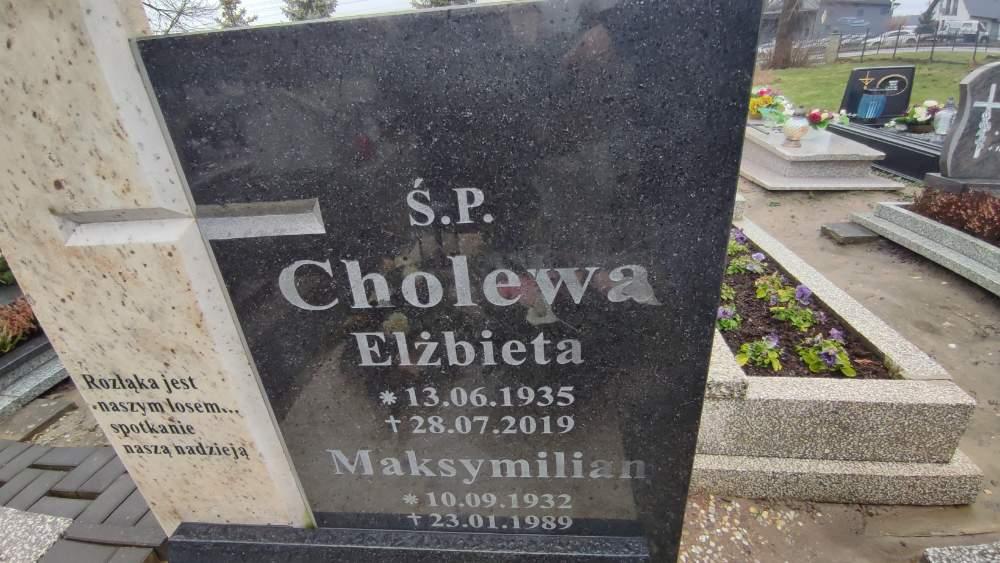 Ś.P.
Cholewa
Elżbieta
* 13.06.1935
† 28.07.2019
Maksymilian
* 10.09.1932
† 23.01.1989
Rozłąka jest
naszym losem...
spotkanie
naszą nadzieją